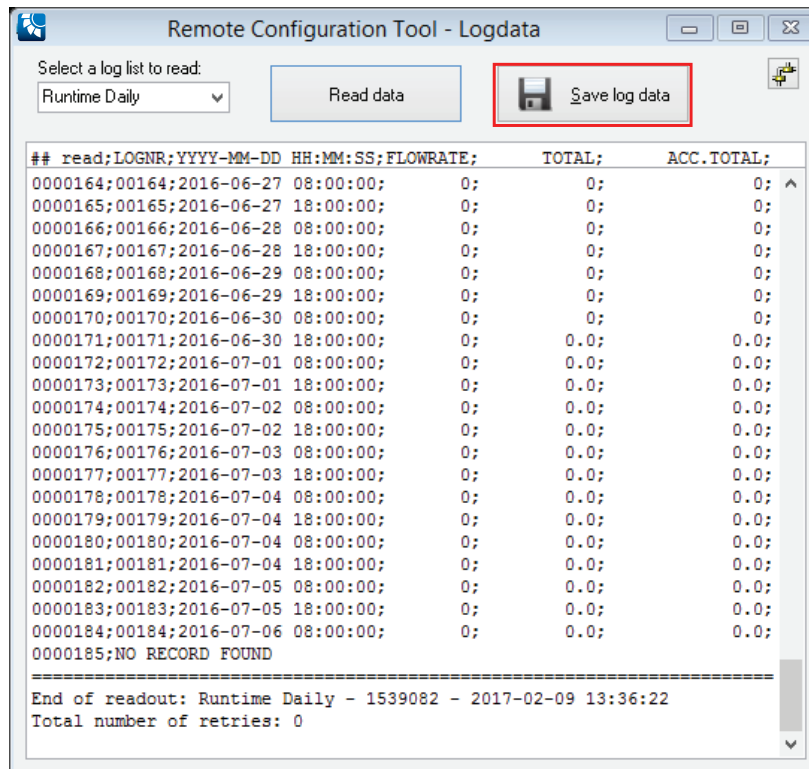 Remote Configuration Tool - Logdata
Select a log list to read:
Runtime Daily
Read data
Save log data
## read;LOGNR;YYYY-MM-DD HH:MM:SS;FLOWRATE; TOTAL; ACC.TOTAL;
0000164;00164;2016-06-27 08:00:00; 0; 0; 0;
0000165;00165;2016-06-27 18:00:00; 0; 0; 0;
0000166;00166;2016-06-28 08:00:00; 0; 0; 0;
0000167;00167;2016-06-28 18:00:00; 0; 0; 0;
0000168;00168;2016-06-29 08:00:00; 0; 0; 0;
0000169;00169;2016-06-29 18:00:00; 0; 0; 0;
0000170;00170;2016-06-30 08:00:00; 0; 0; 0;
0000171;00171;2016-06-30 18:00:00; 0; 0.0; 0.0;
0000172;00172;2016-07-01 08:00:00; 0; 0.0; 0.0;
0000173;00173;2016-07-01 18:00:00; 0; 0.0; 0.0;
0000174;00174;2016-07-02 08:00:00; 0; 0.0; 0.0;
0000175;00175;2016-07-02 18:00:00; 0; 0.0; 0.0;
0000176;00176;2016-07-03 08:00:00; 0; 0.0; 0.0;
0000177;00177;2016-07-03 18:00:00; 0; 0.0; 0.0;
0000178;00178;2016-07-04 08:00:00; 0; 0.0; 0.0;
0000179;00179;2016-07-04 18:00:00; 0; 0.0; 0.0;
0000180;00180;2016-07-04 08:00:00; 0; 0.0; 0.0;
0000181;00181;2016-07-04 18:00:00; 0; 0.0; 0.0;
0000182;00182;2016-07-05 08:00:00; 0; 0.0; 0.0;
0000183;00183;2016-07-05 18:00:00; 0; 0.0; 0.0;
0000184;00184;2016-07-06 08:00:00; 0; 0.0; 0.0;
0000185;NO RECORD FOUND
========================================================================
End of readout: Runtime Daily - 1539082 - 2017-02-09 13:36:22
Total number of retries: 0